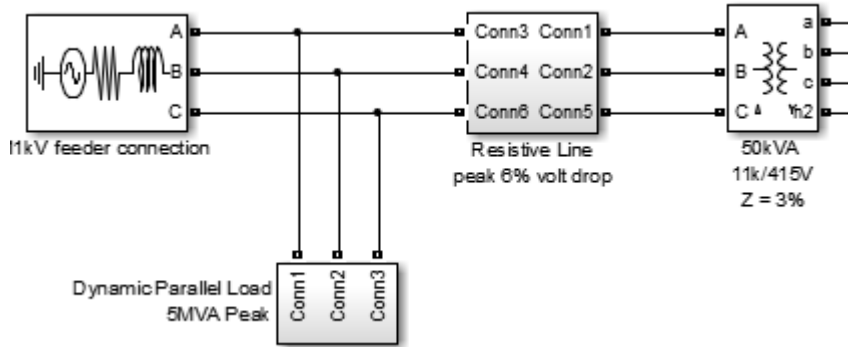 A
B
C
11kV feeder connection
Conn3 Conn1
Conn4 Conn2
Conn6 Conn5
Resistive Line
peak 6% volt drop
A
B
C
a
b
c
n2
50kVA
11k/415V
Z = 3%
Conn1
Conn2
Conn3
Dynamic Parallel Load
5MVA Peak